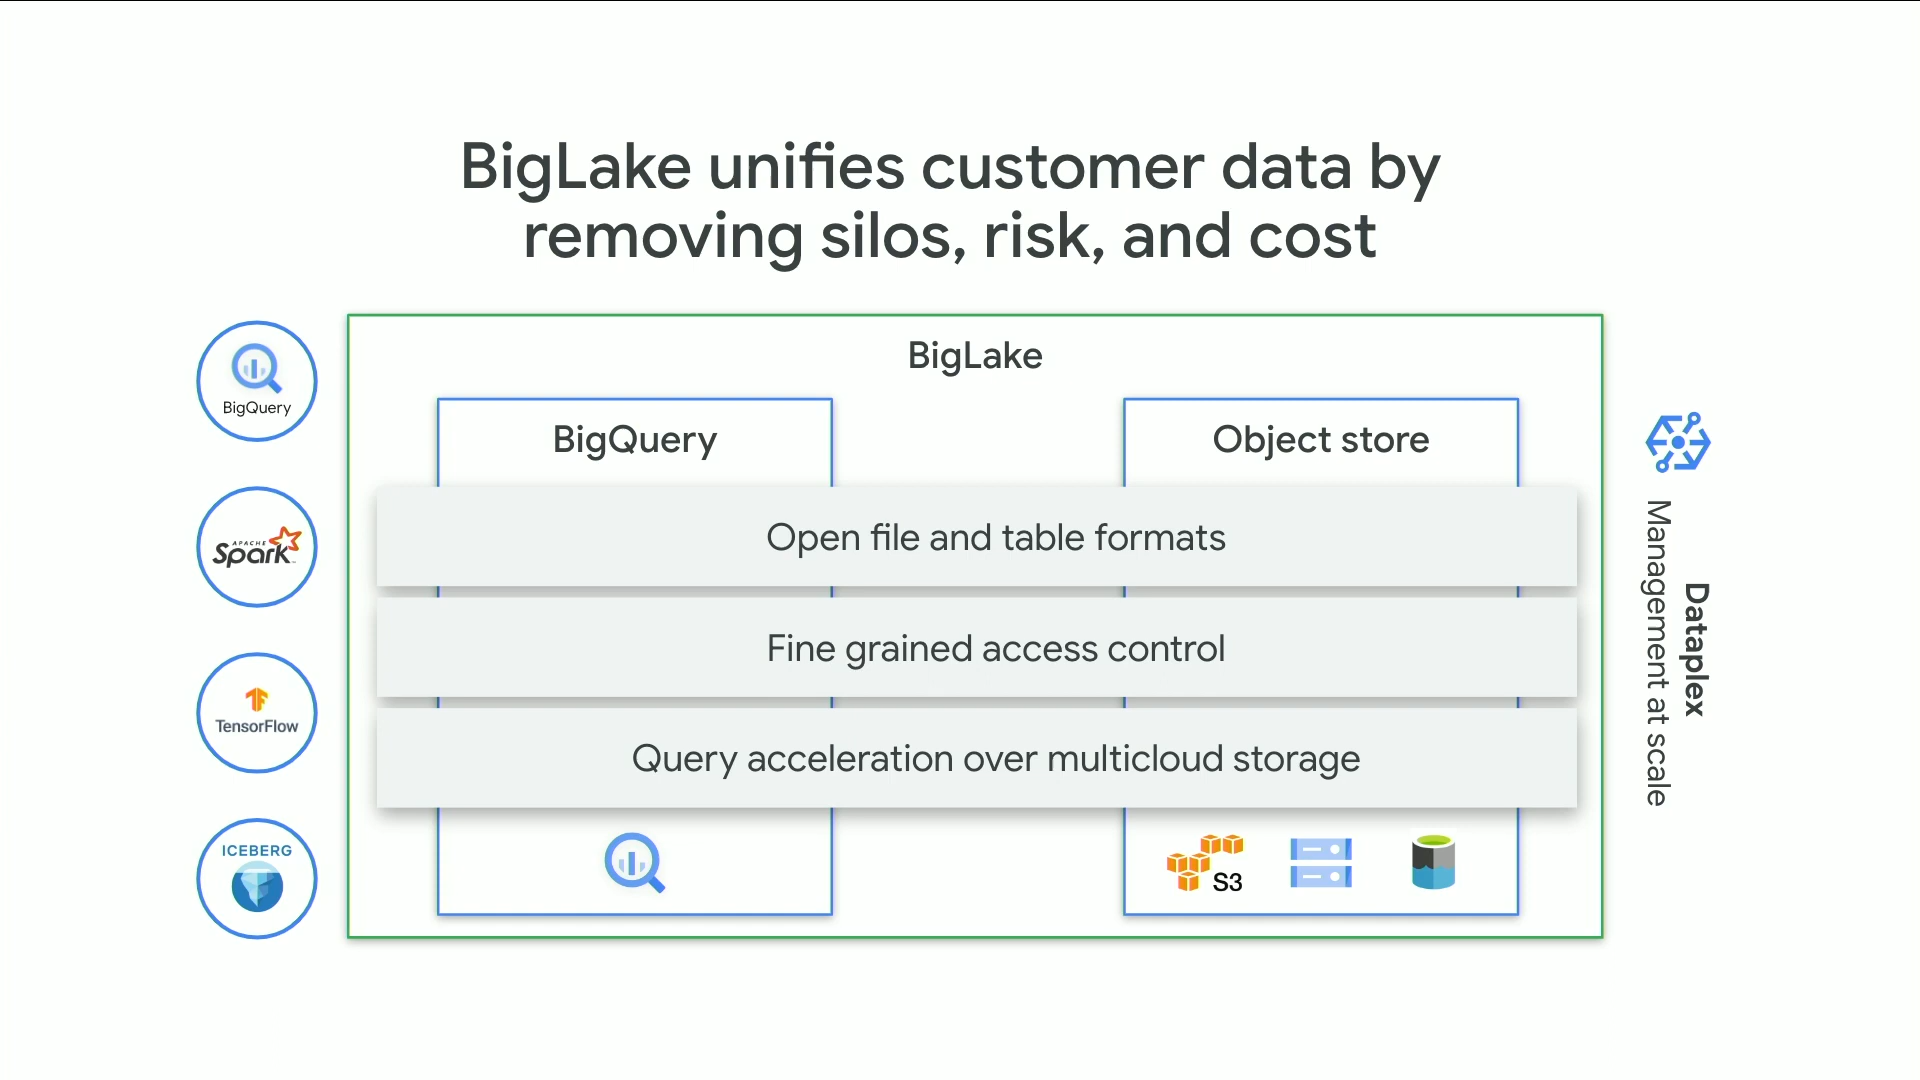 BigLake unifies customer data by
removing silos, risk, and cost
BigLake
BigQuery
BigQuery
Object store
APACHE
Spark
TensorFlow
ICEBERG
Open file and table formats
Fine grained access control
Query acceleration over multicloud storage
S3
Dataplex
Management at scale